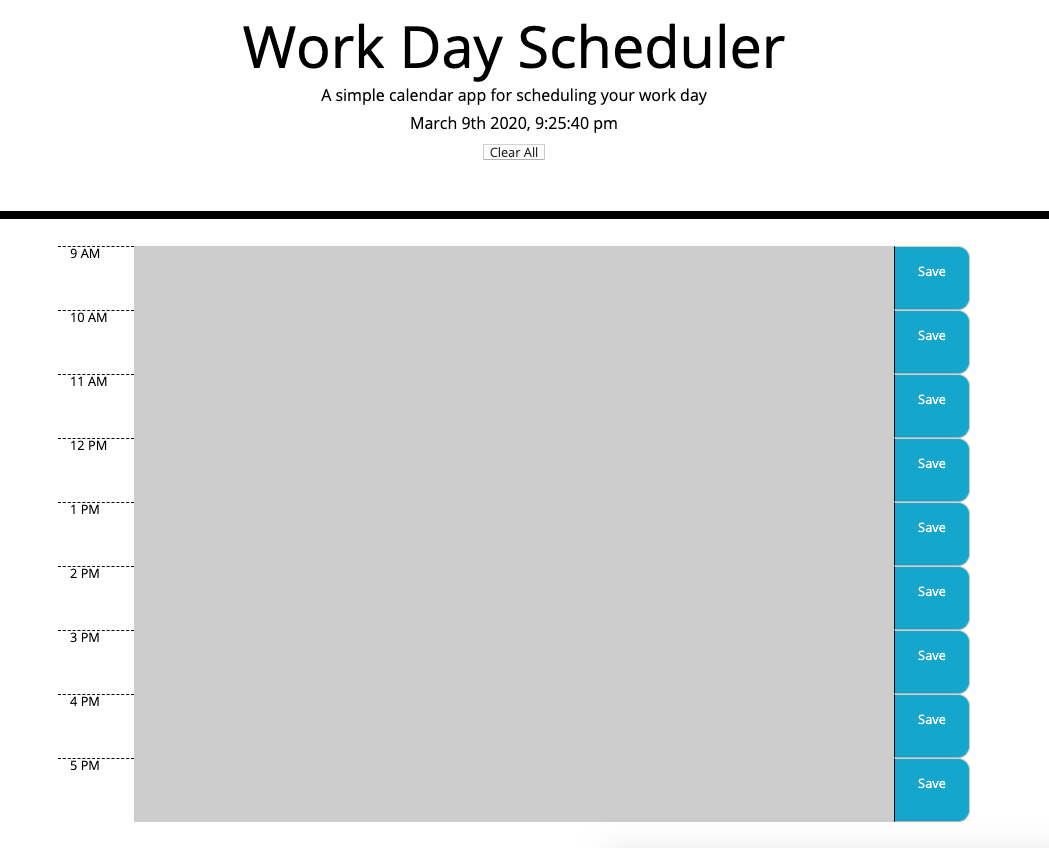 Work Day Scheduler
A simple calendar app for scheduling your work day
March 9th 2020, 9:25:40 pm
Clear All
9 AM
Save
10 AM
Save
11 AM
Save
12 PM
Save
1 PM
Save
2 PM
Save
3 PM
Save
4 PM
Save
5 PM
Save